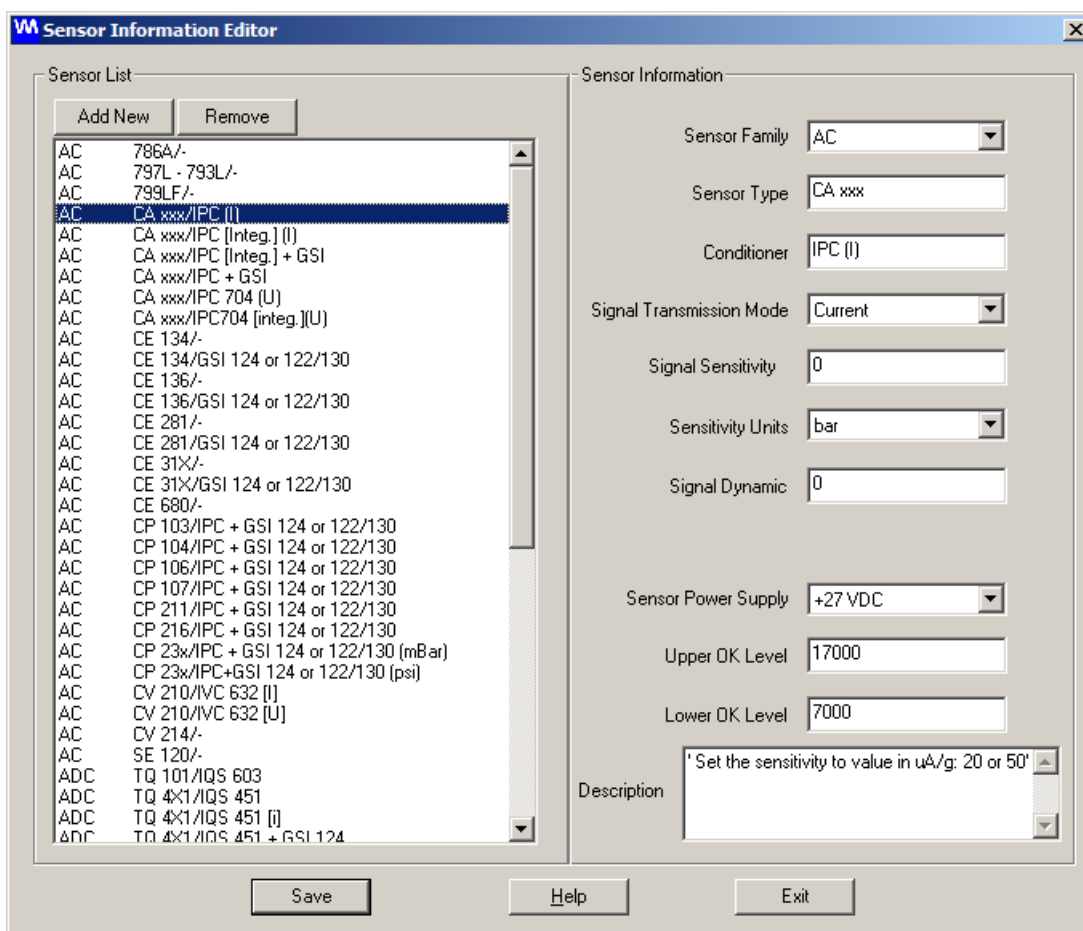 Sensor Information Editor
Sensor List
Add New Remove
AC 786A/-
AC 797L - 793L/-
AC 799LF/-
AC CA xxx/IPC (I)
AC CA xxx/IPC [Integ.] (I)
AC CA xxx/IPC [Integ.] + GSI
AC CA xxx/IPC + GSI
AC CA xxx/IPC 704 (U)
AC CA xxx/IPC704 [integ.](U)
AC CE 134/-
AC CE 134/GSI 124 or 122/130
AC CE 136/-
AC CE 136/GSI 124 or 122/130
AC CE 281/-
AC CE 281/GSI 124 or 122/130
AC CE 31X/-
AC CE 31X/GSI 124 or 122/130
AC CE 680/-
AC CP 103/IPC + GSI 124 or 122/130
AC CP 104/IPC + GSI 124 or 122/130
AC CP 106/IPC + GSI 124 or 122/130
AC CP 107/IPC + GSI 124 or 122/130
AC CP 211/IPC + GSI 124 or 122/130
AC CP 216/IPC + GSI 124 or 122/130
AC CP 23x/IPC + GSI 124 or 122/130 (mBar)
AC CP 23x/IPC+GSI 124 or 122/130 (psi)
AC CV 210/IVC 632 [I]
AC CV 210/IVC 632 [U]
AC CV 214/-
AC SE 120/-
ADC TQ 101/IQS 603
ADC TQ 4X1/IQS 451
ADC TQ 4X1/IQS 451 [i]
ADC TQ 4X1/IQS 451 + GSI 124
Sensor Information
Sensor Family AC
Sensor Type CA xxx
Conditioner IPC (I)
Signal Transmission Mode Current
Signal Sensitivity 0
Sensitivity Units bar
Signal Dynamic 0
Sensor Power Supply +27 VDC
Upper OK Level 17000
Lower OK Level 7000
Description ' Set the sensitivity to value in uA/g: 20 or 50'
Save Help Exit